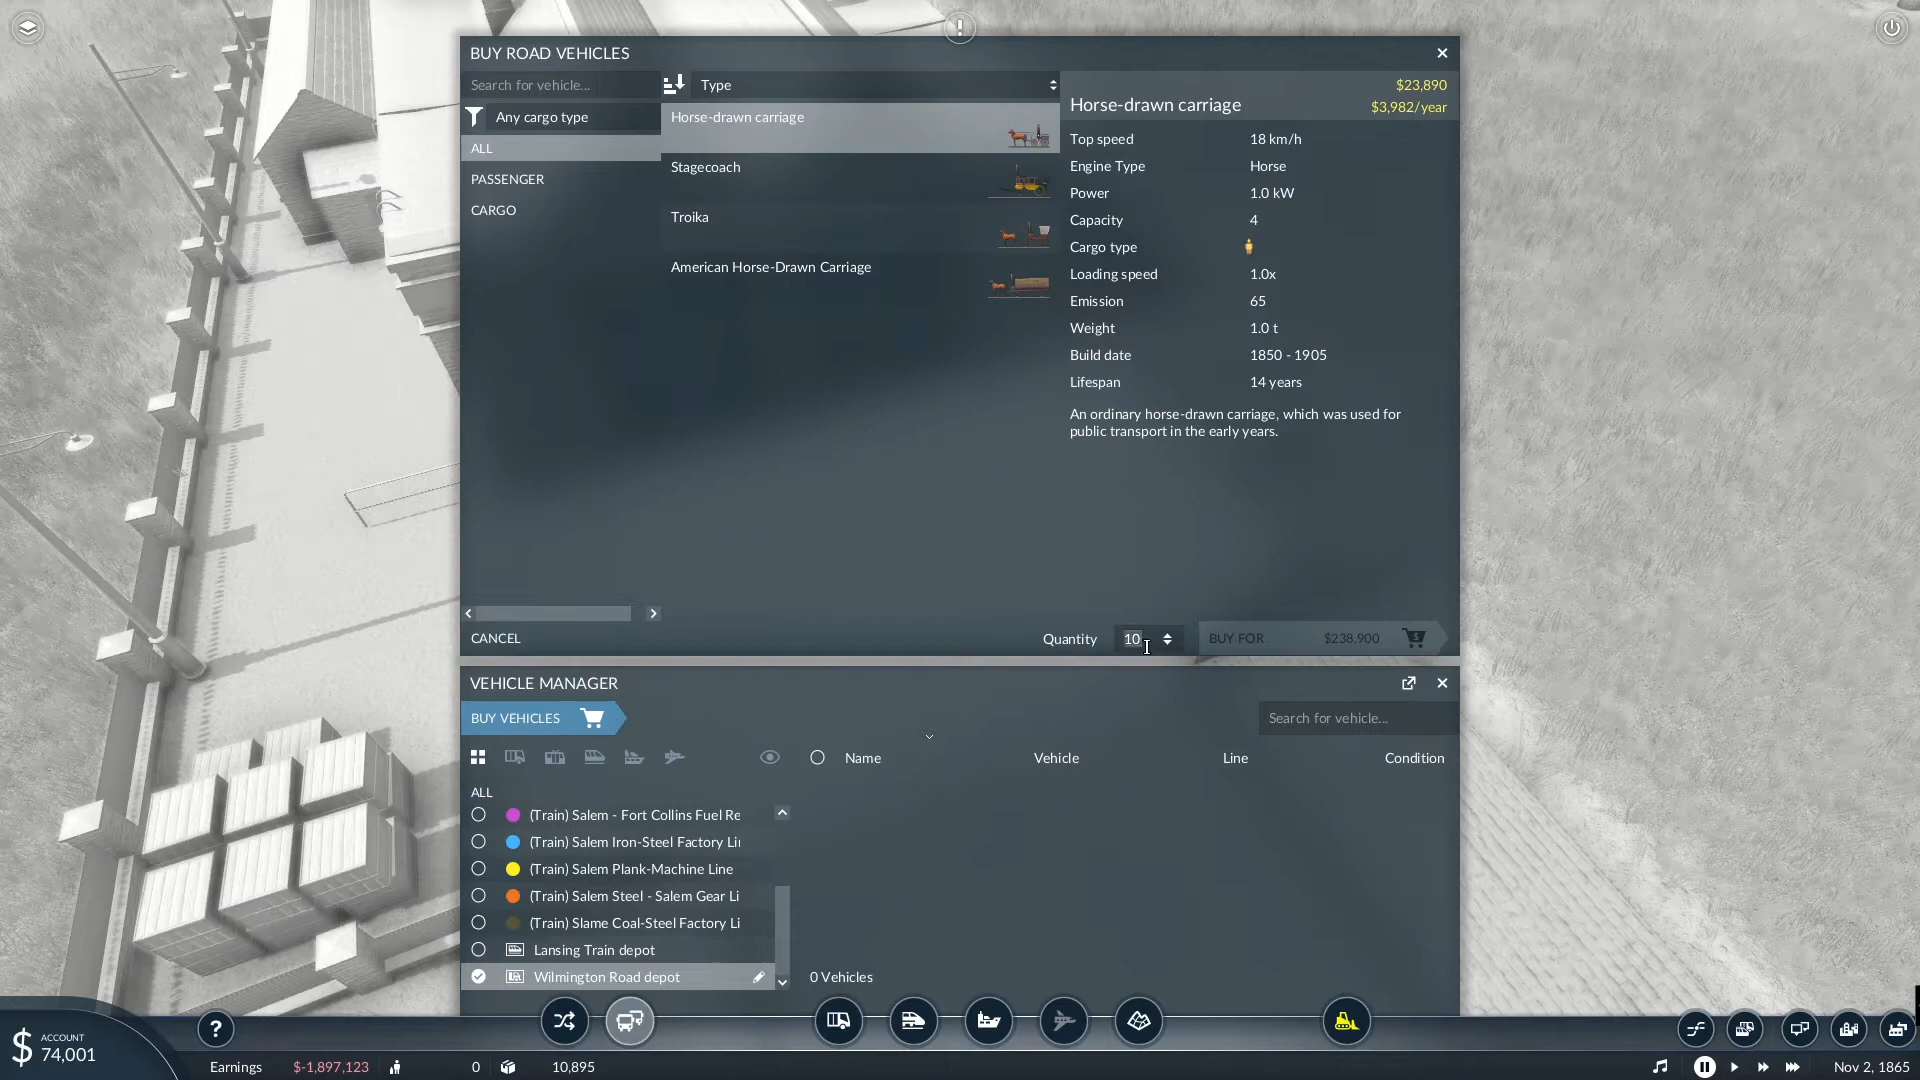 BUY ROAD VEHICLES
Search for vehicle...
Type
Any cargo type
ALL
PASSENGER
CARGO
Horse-drawn carriage
Stagecoach
Troika
American Horse-Drawn Carriage
$23,890
Horse-drawn carriage
$3,982/year
Top speed 18 km/h
Engine Type Horse
Power 1.0 kW
Capacity 4
Cargo type
Loading speed 1.0x
Emission 65
Weight 1.0 t
Build date 1850 - 1905
Lifespan 14 years
An ordinary horse-drawn carriage, which was used for
public transport in the early years.
CANCEL
Quantity 10
BUY FOR $238,900
VEHICLE MANAGER
BUY VEHICLES
Search for vehicle...
Name Vehicle Line Condition
ALL
(Train) Salem - Fort Collins Fuel Re
(Train) Salem Iron-Steel Factory Li
(Train) Salem Plank-Machine Line
(Train) Salem Steel - Salem Gear Li
(Train) Slame Coal-Steel Factory Li
Lansing Train depot
Wilmington Road depot
0 Vehicles
$ ACCOUNT
74,001
?
Earnings $-1,897,123
0
10,895
Nov 2, 1865